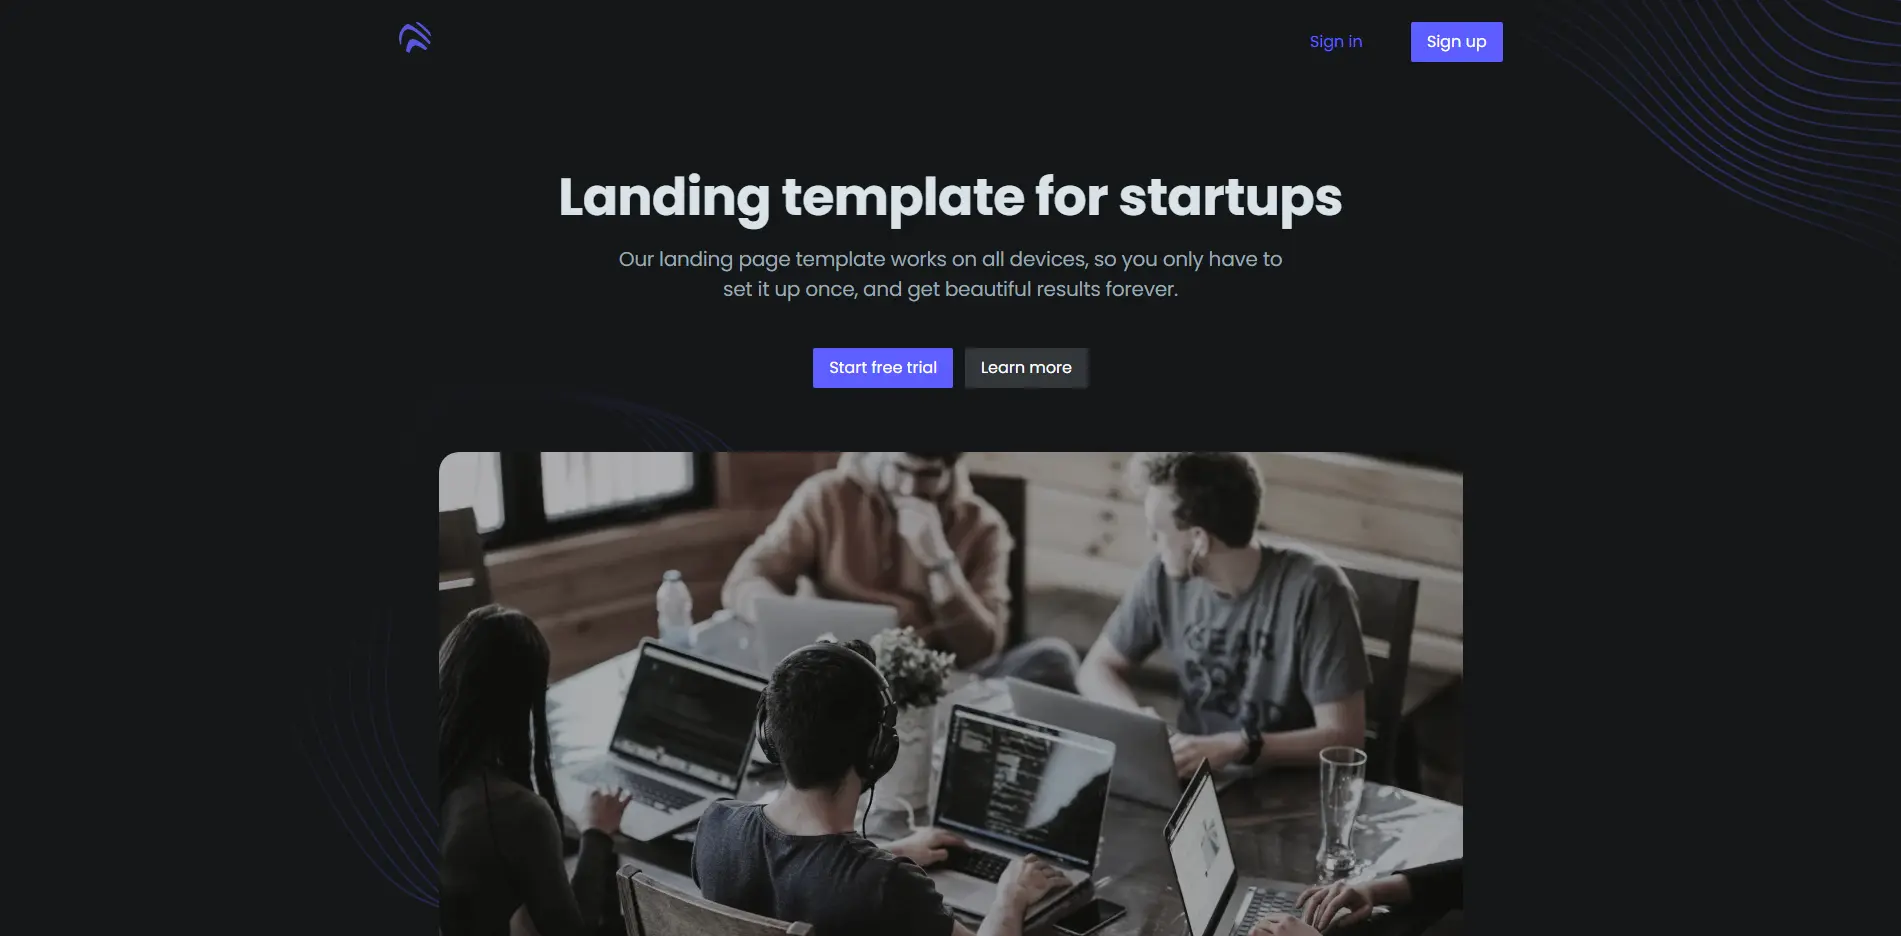 Sign in
Sign up
Landing template for startups
Our landing page template works on all devices, so you only have to
set it up once, and get beautiful results forever.
Start free trial
Learn more
GEAR